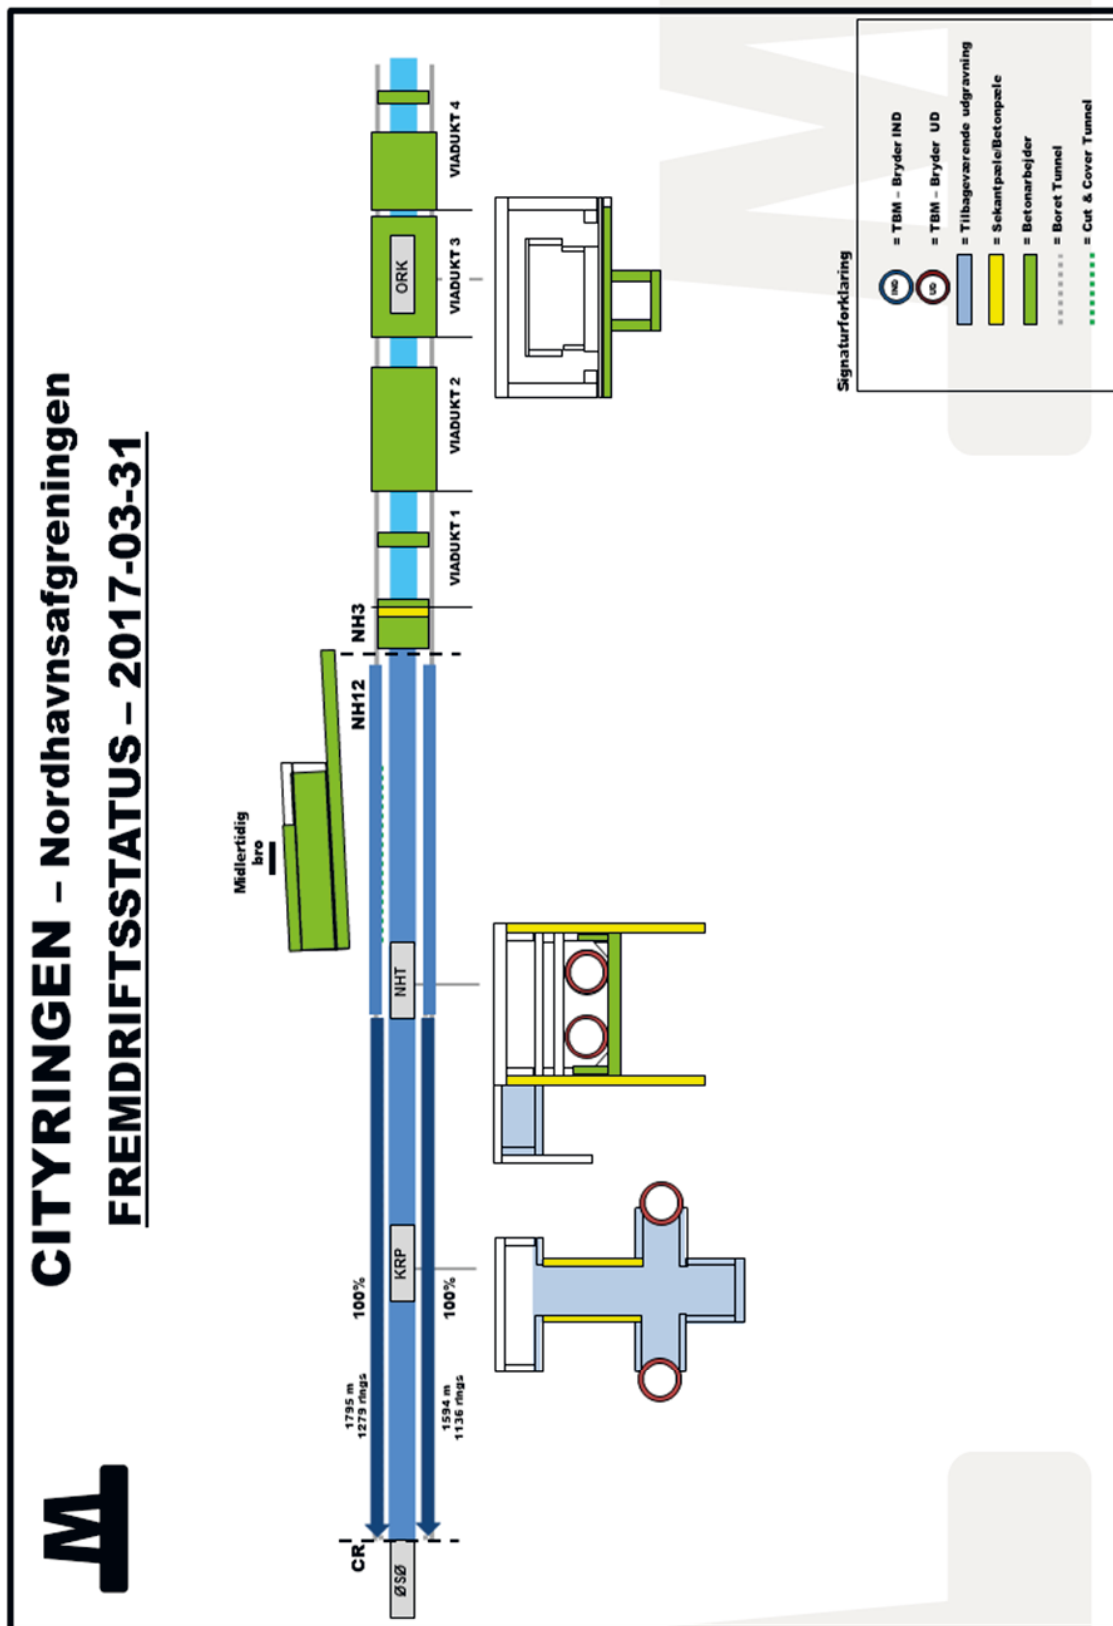 CITYRINGEN – Nordhavnsafgreningen
FREMDRIFTSSTATUS – 2017-03-31
M
Midlertidig
bro
CR
NH12
NH3
1795 m
1279 rings
100%
ØSØ
KRP
NHT
ORK
1594 m
1136 rings
100%
VIADUKT 1
VIADUKT 2
VIADUKT 3
VIADUKT 4
Signaturforklaring
IND = TBM – Bryder IND
UD = TBM – Bryder UD
= Tilbageværende udgravning
= Sekantpæle/Betonpæle
= Betonarbejder
= Boret Tunnel
= Cut & Cover Tunnel